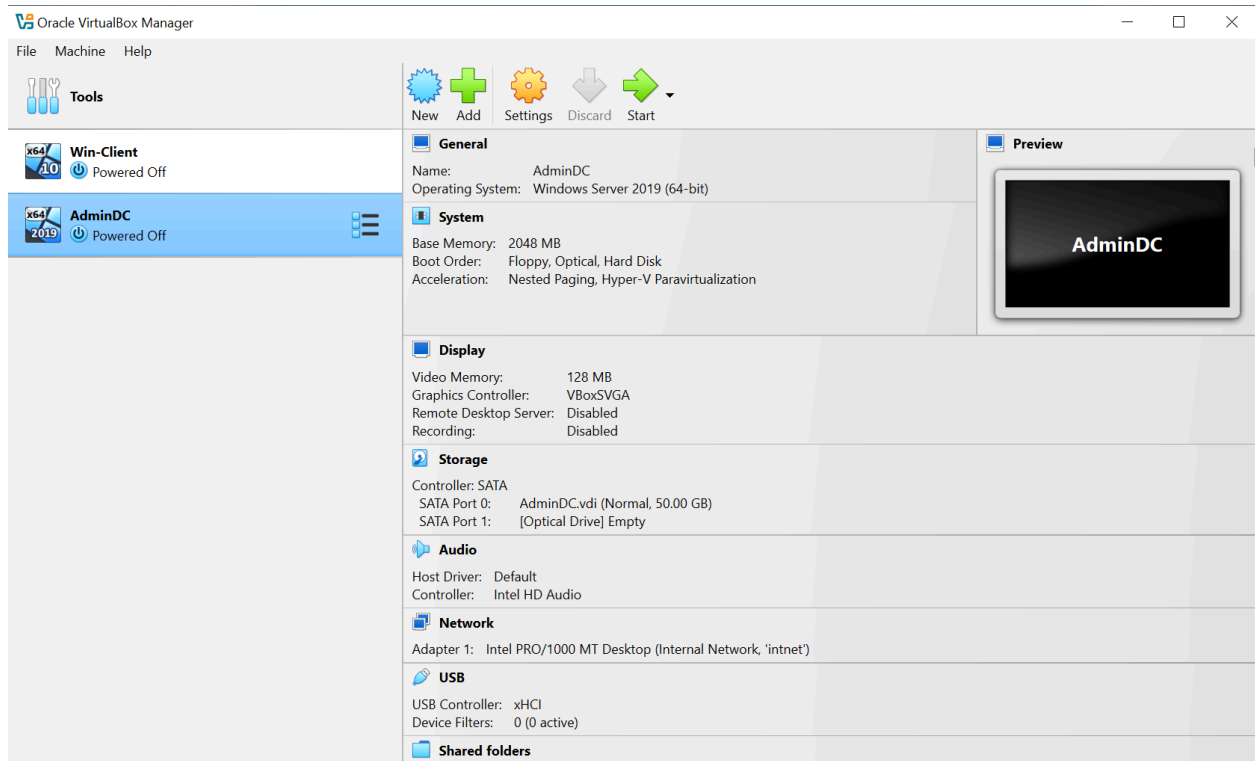 Oracle VirtualBox Manager
File Machine Help
Tools
New Add Settings Discard Start
x64 10 Win-Client
Powered Off
x64 2019 AdminDC
Powered Off
General
Name: AdminDC
Operating System: Windows Server 2019 (64-bit)
Preview
AdminDC
System
Base Memory: 2048 MB
Boot Order: Floppy, Optical, Hard Disk
Acceleration: Nested Paging, Hyper-V Paravirtualization
Display
Video Memory: 128 MB
Graphics Controller: VBoxSVGA
Remote Desktop Server: Disabled
Recording: Disabled
Storage
Controller: SATA
SATA Port 0: AdminDC.vdi (Normal, 50.00 GB)
SATA Port 1: [Optical Drive] Empty
Audio
Host Driver: Default
Controller: Intel HD Audio
Network
Adapter 1: Intel PRO/1000 MT Desktop (Internal Network, 'intnet')
USB
USB Controller: xHCI
Device Filters: 0 (0 active)
Shared folders